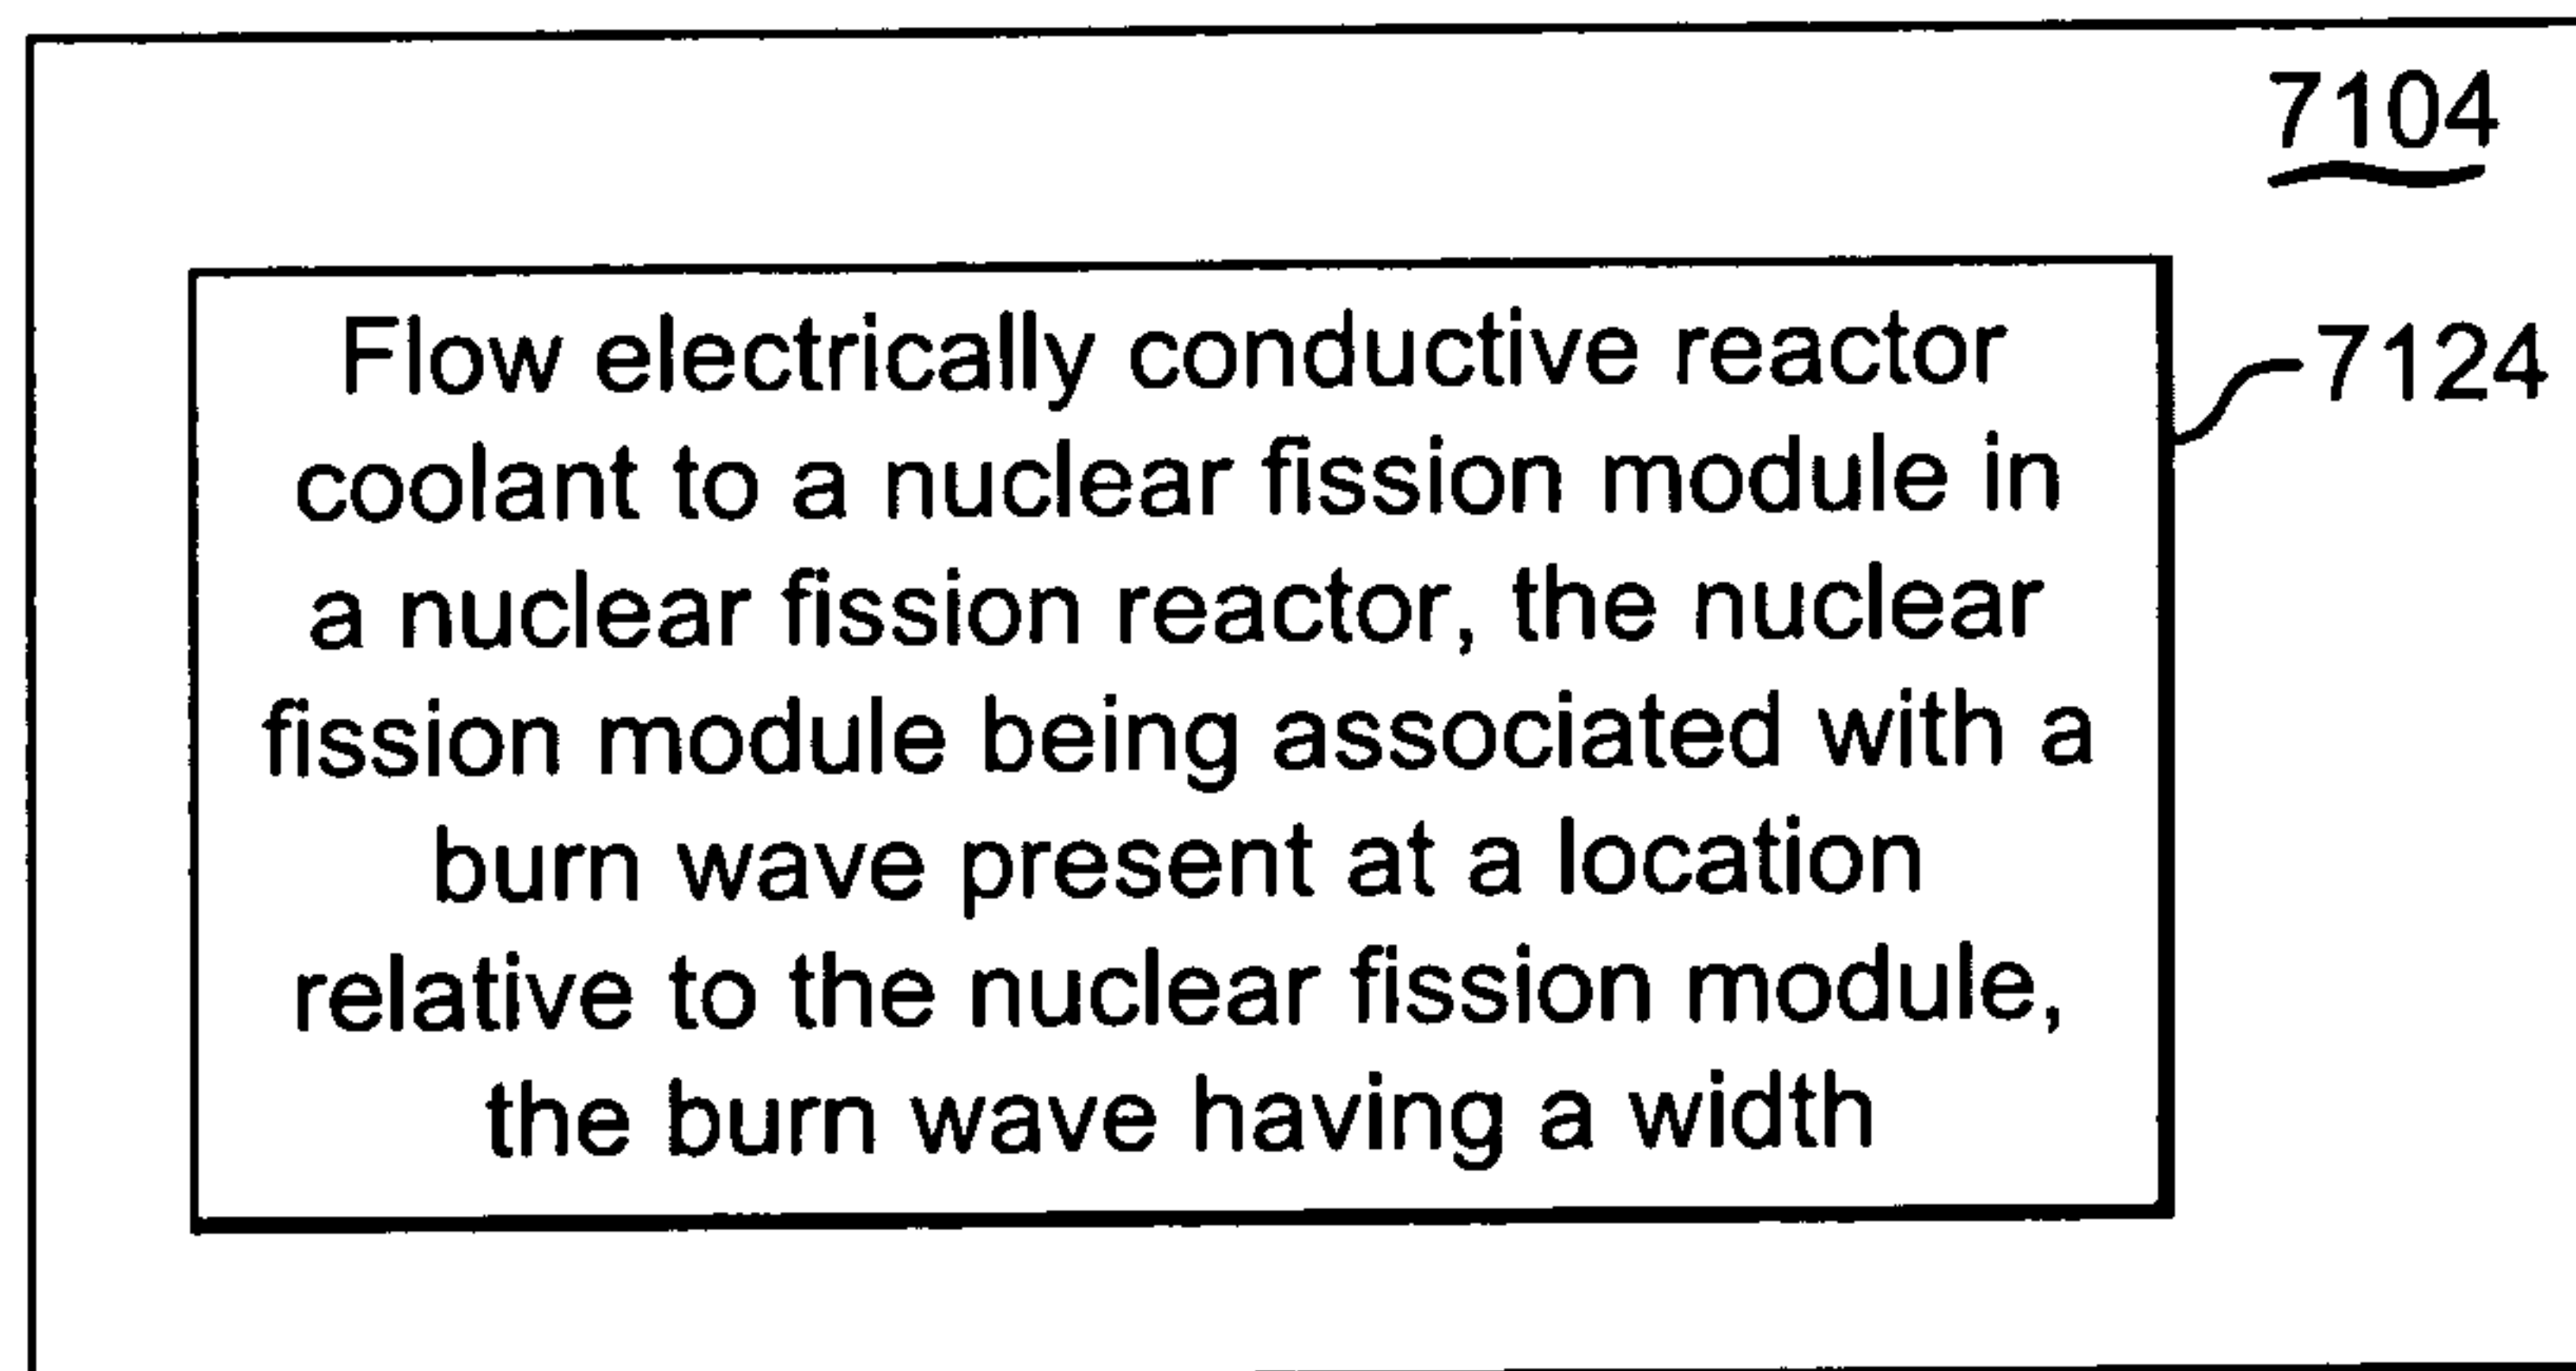 7104
Flow electrically conductive reactor
coolant to a nuclear fission module in
a nuclear fission reactor, the nuclear
fission module being associated with a
burn wave present at a location
relative to the nuclear fission module,
the burn wave having a width
7124